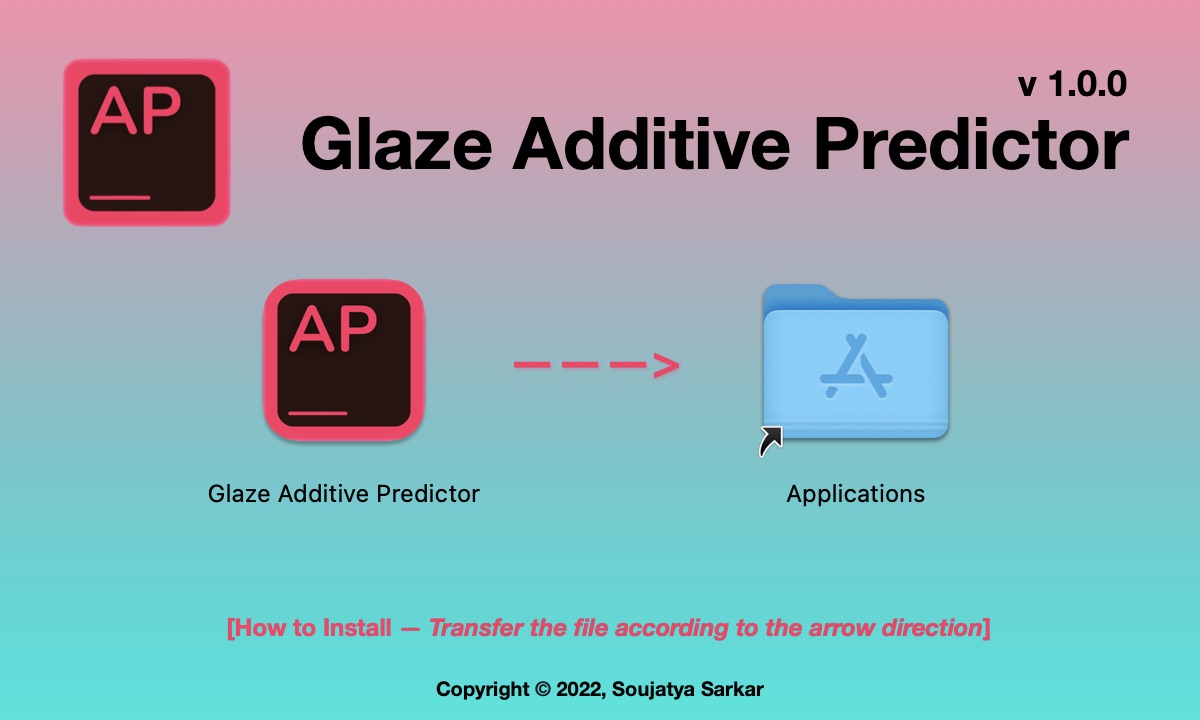 AP
v 1.0.0
Glaze Additive Predictor
AP
– – – >
Glaze Additive Predictor
Applications
[How to Install — Transfer the file according to the arrow direction]
Copyright © 2022, Soujatya Sarkar